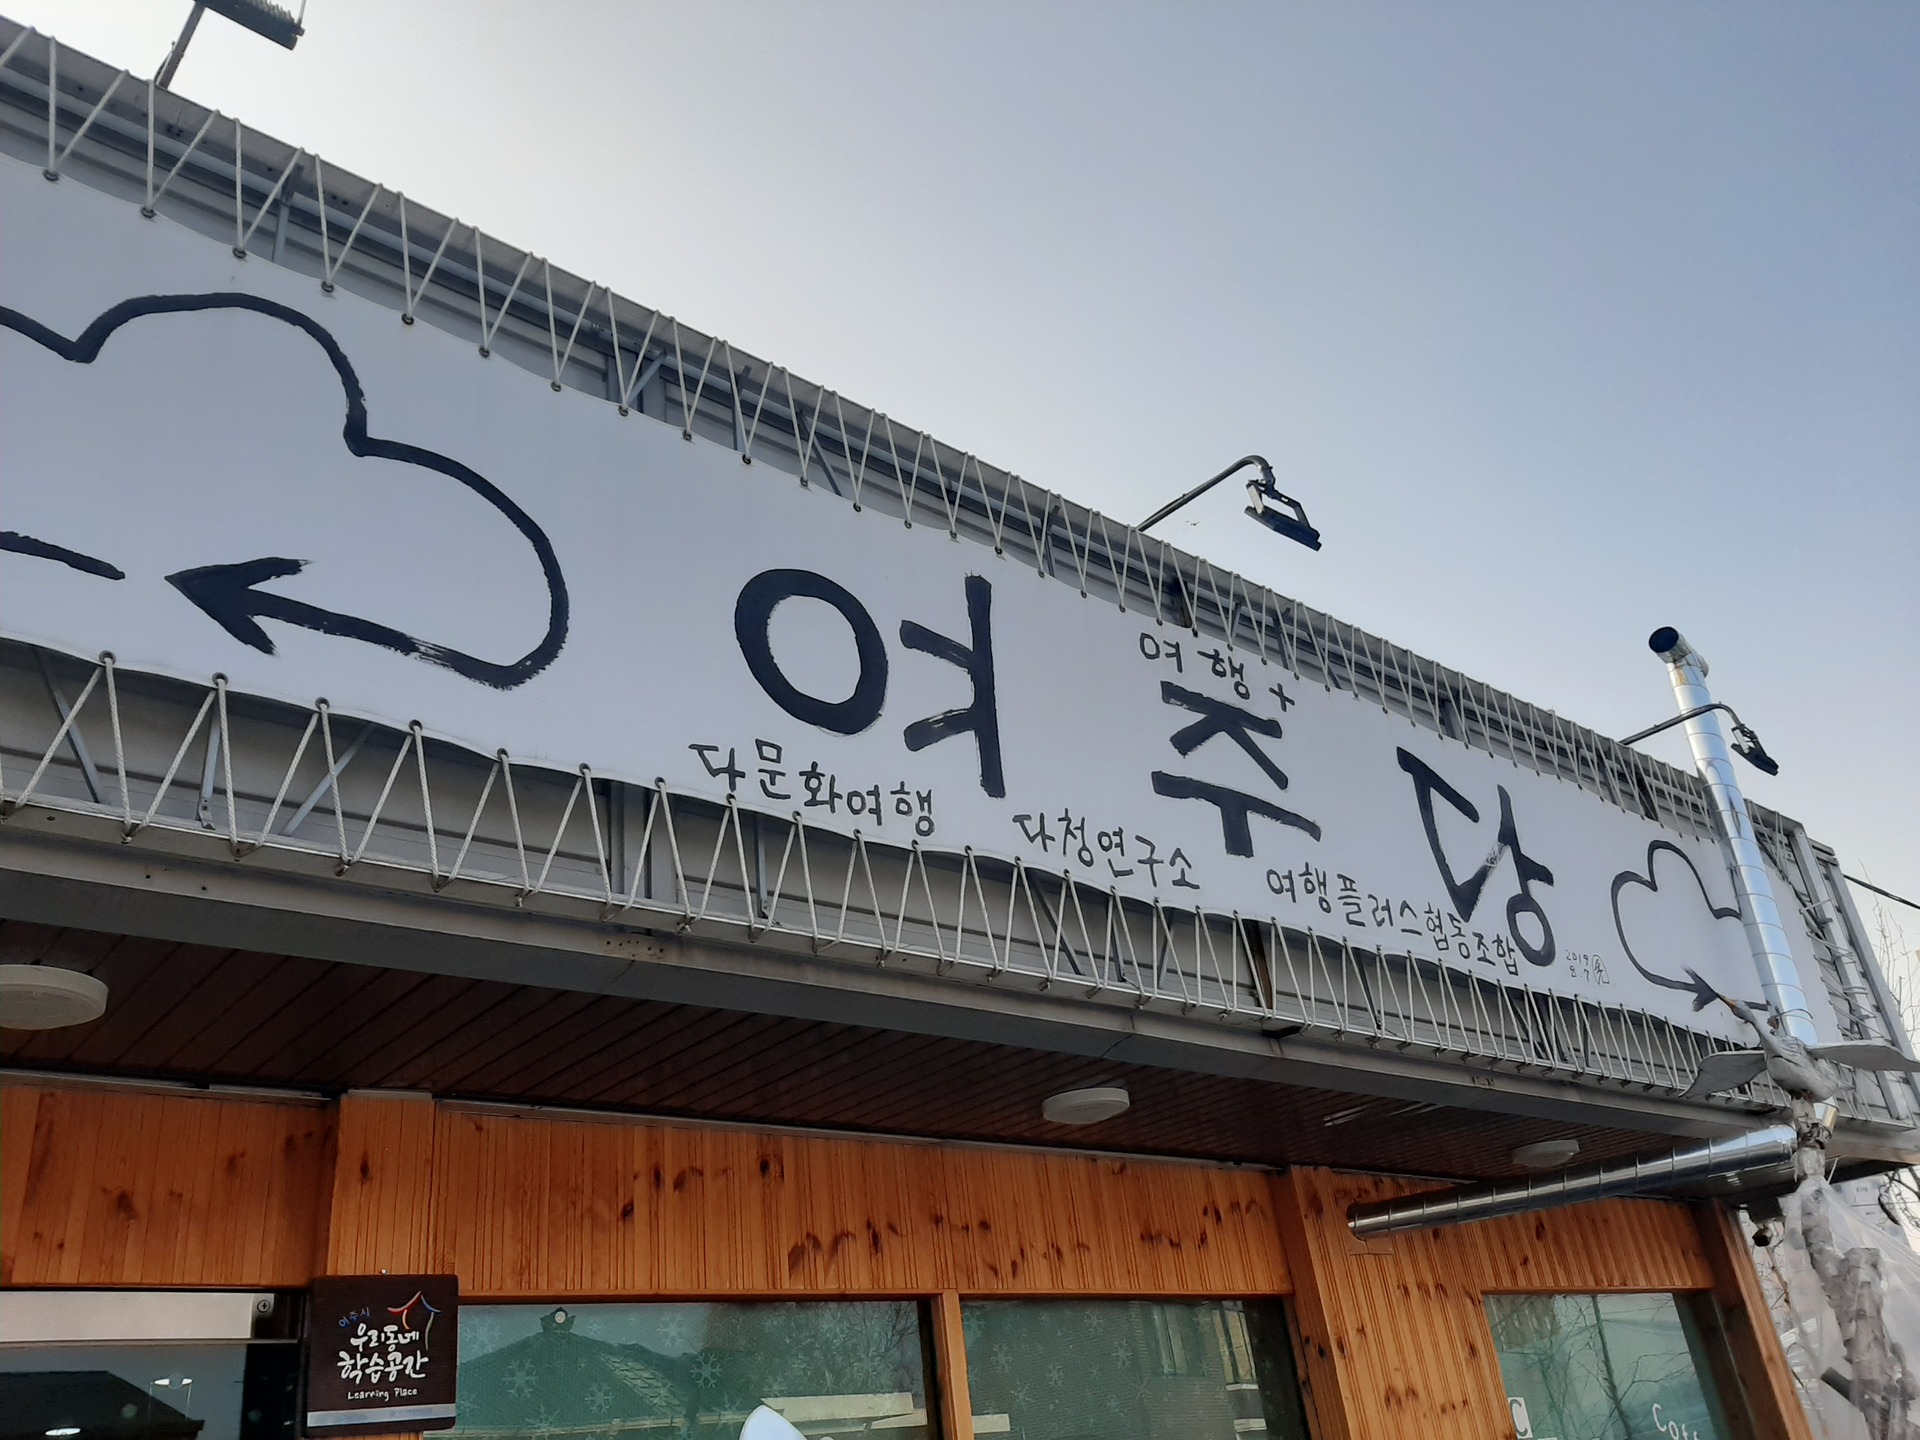 여행+
여주당
다문화여행 다청연구소 여행플러스협동조합
2019
여주시
우리동네
학습공간
Learning Place
C